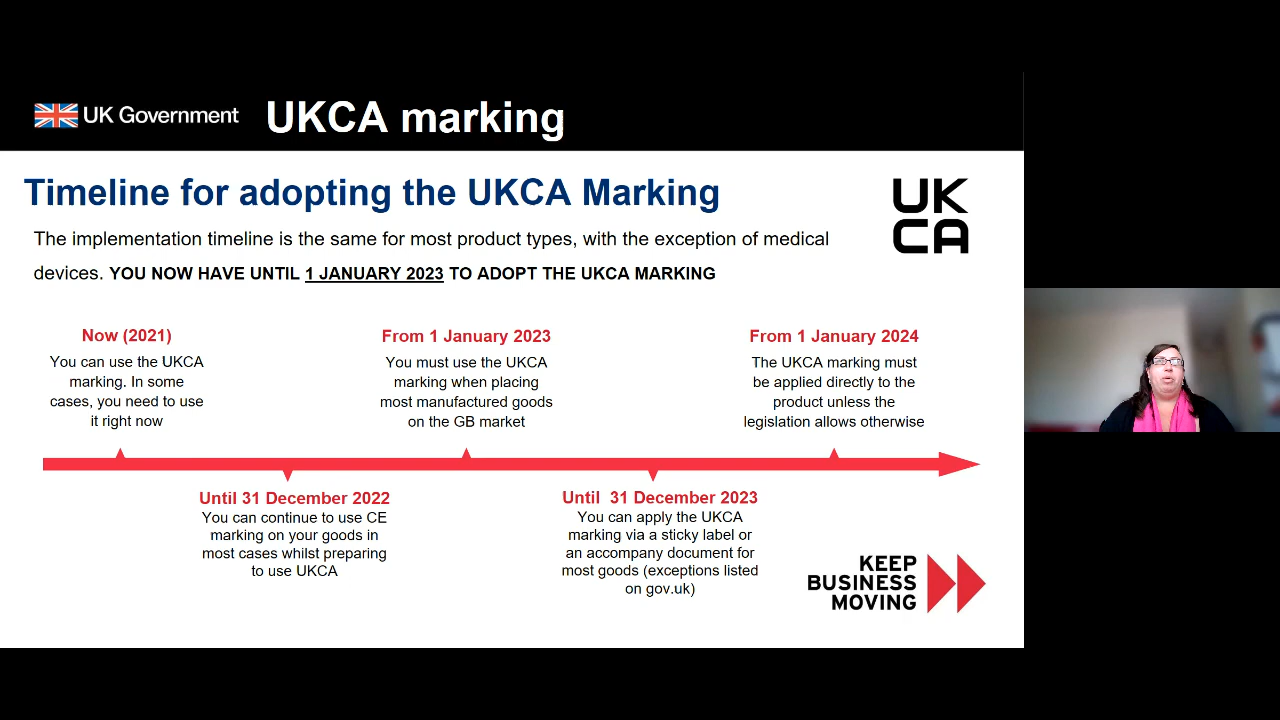 UK Government
UKCA marking
Timeline for adopting the UKCA Marking
UK
CA
The implementation timeline is the same for most product types, with the exception of medical
devices. YOU NOW HAVE UNTIL 1 JANUARY 2023 TO ADOPT THE UKCA MARKING
Now (2021)
You can use the UKCA
marking. In some
cases, you need to use
it right now
From 1 January 2023
You must use the UKCA
marking when placing
most manufactured goods
on the GB market
From 1 January 2024
The UKCA marking must
be applied directly to the
product unless the
legislation allows otherwise
Until 31 December 2022
You can continue to use CE
marking on your goods in
most cases whilst preparing
to use UKCA
Until  31 December 2023
You can apply the UKCA
marking via a sticky label or
an accompany document for
most goods (exceptions listed
on gov.uk)
KEEP
BUSINESS
MOVING